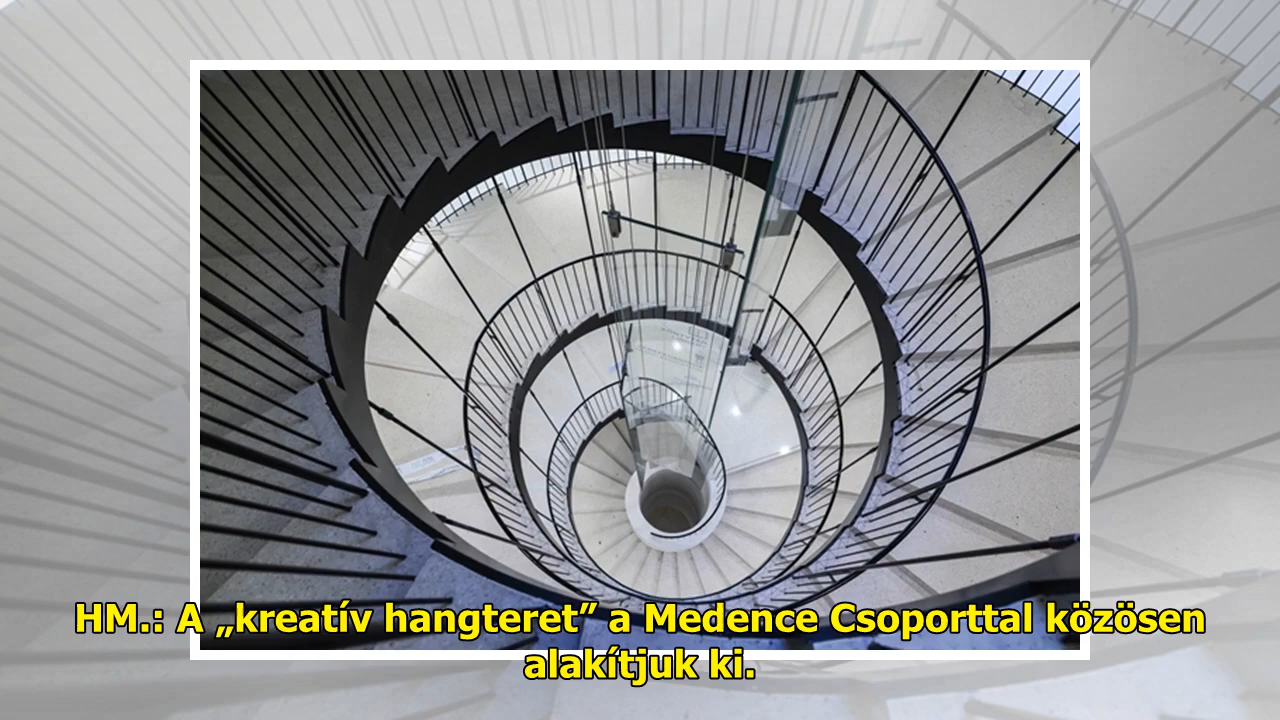 HM.: A „kreatív hangteret” a Medence Csoporttal közösen
alakítjuk ki.